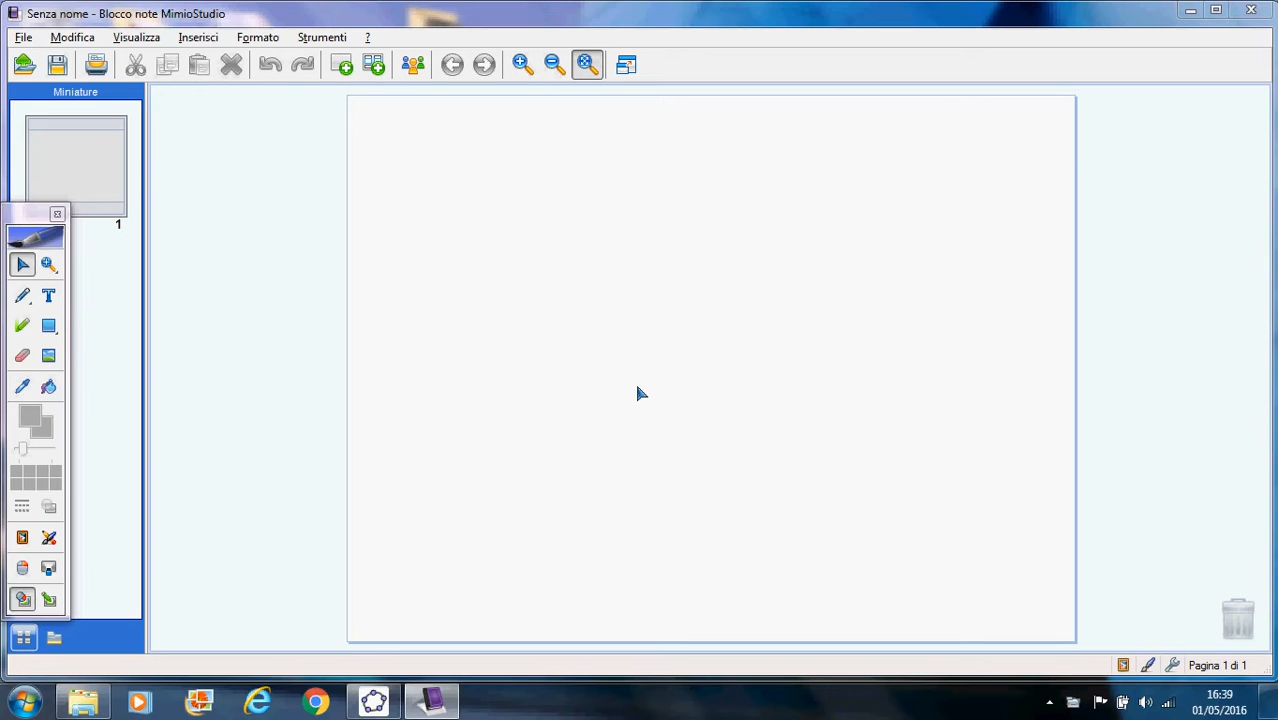 Senza nome - Blocco note MimioStudio
File Modifica Visualizza Inserisci Formato Strumenti ?
Miniature
1
T
Pagina 1 di 1
16:39
01/05/2016